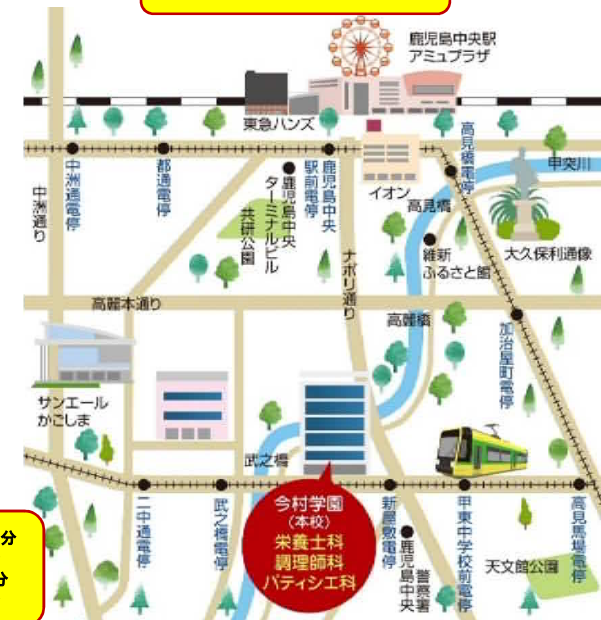 鹿児島中央駅
アミュプラザ
東急ハンズ
中洲通り
中洲通電停
都通電停
鹿児島中央
ターミナルビル
共研公園
鹿児島中央
駅前電停
イオン
高見橋電停
高見橋
甲突川
維新
ふるさと館
大久保利通像
ナポリ通り
高麗本通り
高麗橋
加治屋町電停
サンエール
かごしま
武之橋
二中通電停
武之橋電停
今村学園
(本校)
栄養士科
調理師科
パティシエ科
新屋敷電停
鹿児島中央
警察署
甲東中学校前電停
高見馬場電停
天文館公園
分
分